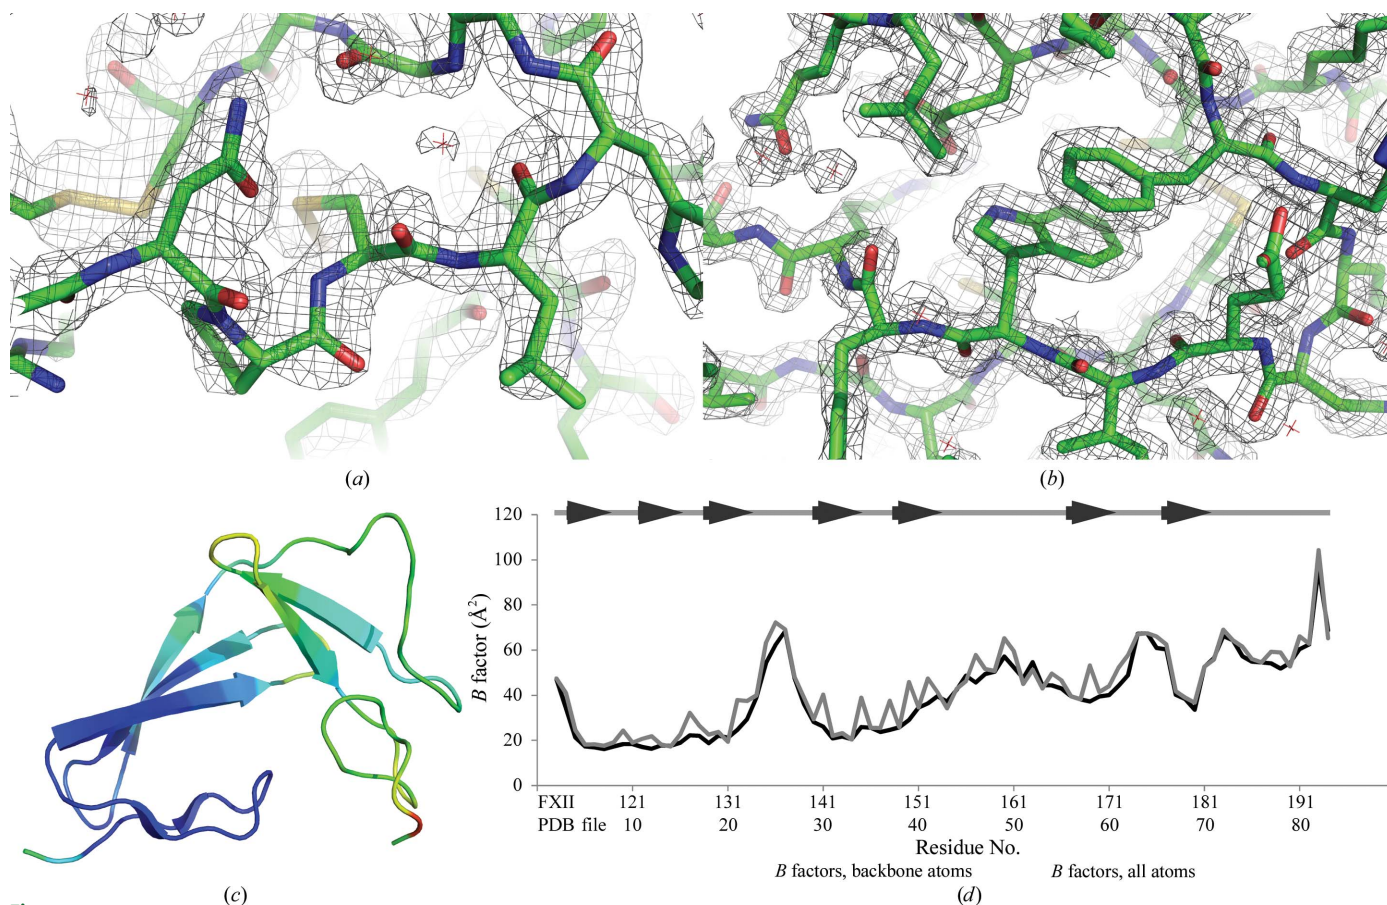 (a)
(b)
120
100
80
60
40
20
0
B factor (Å2)
FXII 121 131 141 151 161 171 181 191
PDB file 10 20 30 40 50 60 70 80
Residue No.
B factors, backbone atoms B factors, all atoms
(c)
(d)